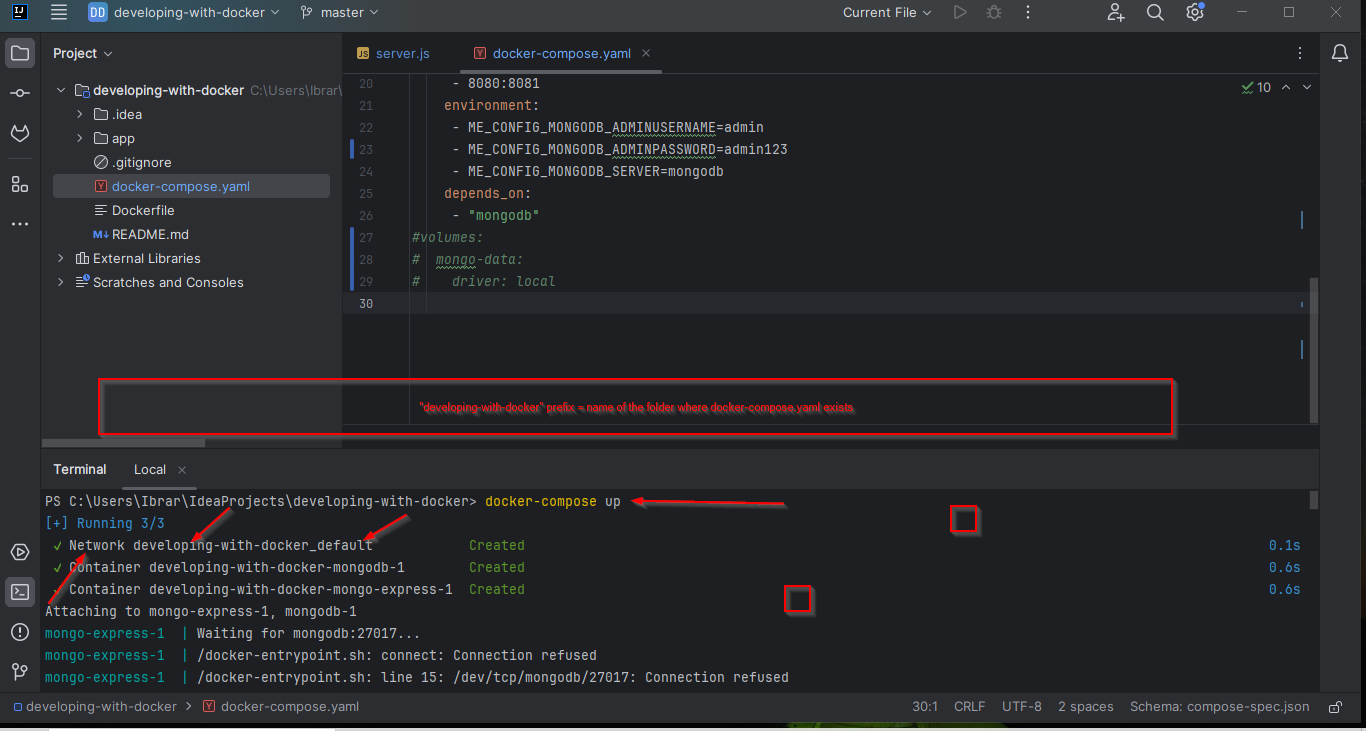 DD developing-with-docker master Current File
Project
server.js docker-compose.yaml
developing-with-docker C:\Users\Ibrar\
.idea
app
.gitignore
docker-compose.yaml
Dockerfile
README.md
External Libraries
Scratches and Consoles
10
20 - 8080:8081
21 environment:
22 - ME_CONFIG_MONGODB_ADMINUSERNAME=admin
23 - ME_CONFIG_MONGODB_ADMINPASSWORD=admin123
24 - ME_CONFIG_MONGODB_SERVER=mongodb
25 depends_on:
26 - "mongodb"
27 #volumes:
28 # mongo-data:
29 # driver: local
30
"developing-with-docker" prefix = name of the folder where docker-compose.yaml exists
Terminal Local
PS C:\Users\Ibrar\IdeaProjects\developing-with-docker> docker-compose up
[+] Running 3/3
✓ Network developing-with-docker_default Created 0.1s
✓ Container developing-with-docker-mongodb-1 Created 0.6s
✓ Container developing-with-docker-mongo-express-1 Created 0.6s
Attaching to mongo-express-1, mongodb-1
mongo-express-1 | Waiting for mongodb:27017...
mongo-express-1 | /docker-entrypoint.sh: connect: Connection refused
mongo-express-1 | /docker-entrypoint.sh: line 15: /dev/tcp/mongodb/27017: Connection refused
developing-with-docker > docker-compose.yaml 30:1 CRLF UTF-8 2 spaces Schema: compose-spec.json